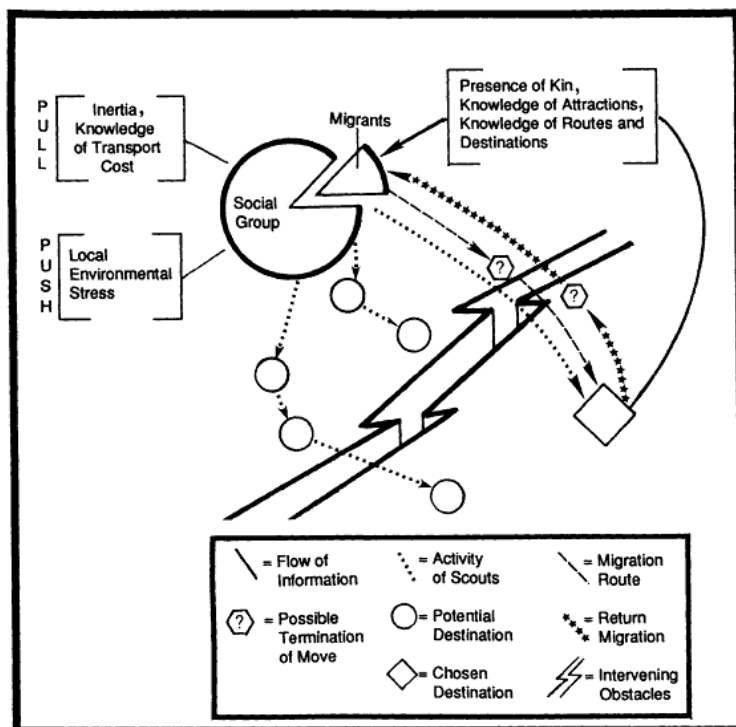 PULL
Inertia,
Knowledge
of Transport
Cost
Migrants
Presence of Kin,
Knowledge of Attractions,
Knowledge of Routes and
Destinations
Social
Group
PUSH
Local
Environmental
Stress
?
?
= Flow of
Information
= Activity
of Scouts
= Migration
Route
? = Possible
Termination
of Move
= Potential
Destination
= Return
Migration
= Chosen
Destination
= Intervening
Obstacles